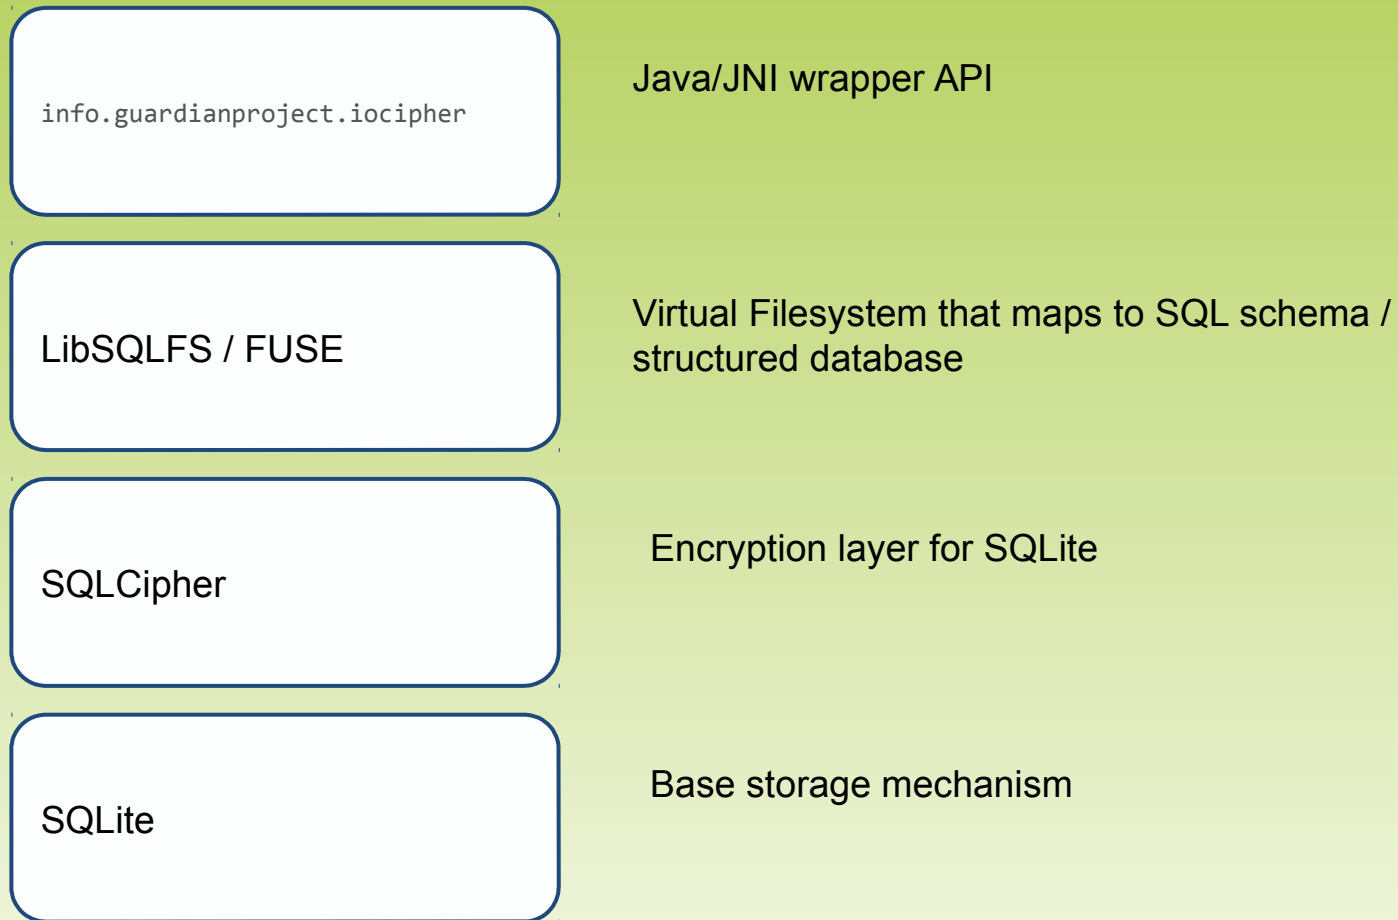 info.guardianproject.iocipher
Java/JNI wrapper API
LibSQLFS / FUSE
Virtual Filesystem that maps to SQL schema /
structured database
SQLCipher
Encryption layer for SQLite
SQLite
Base storage mechanism